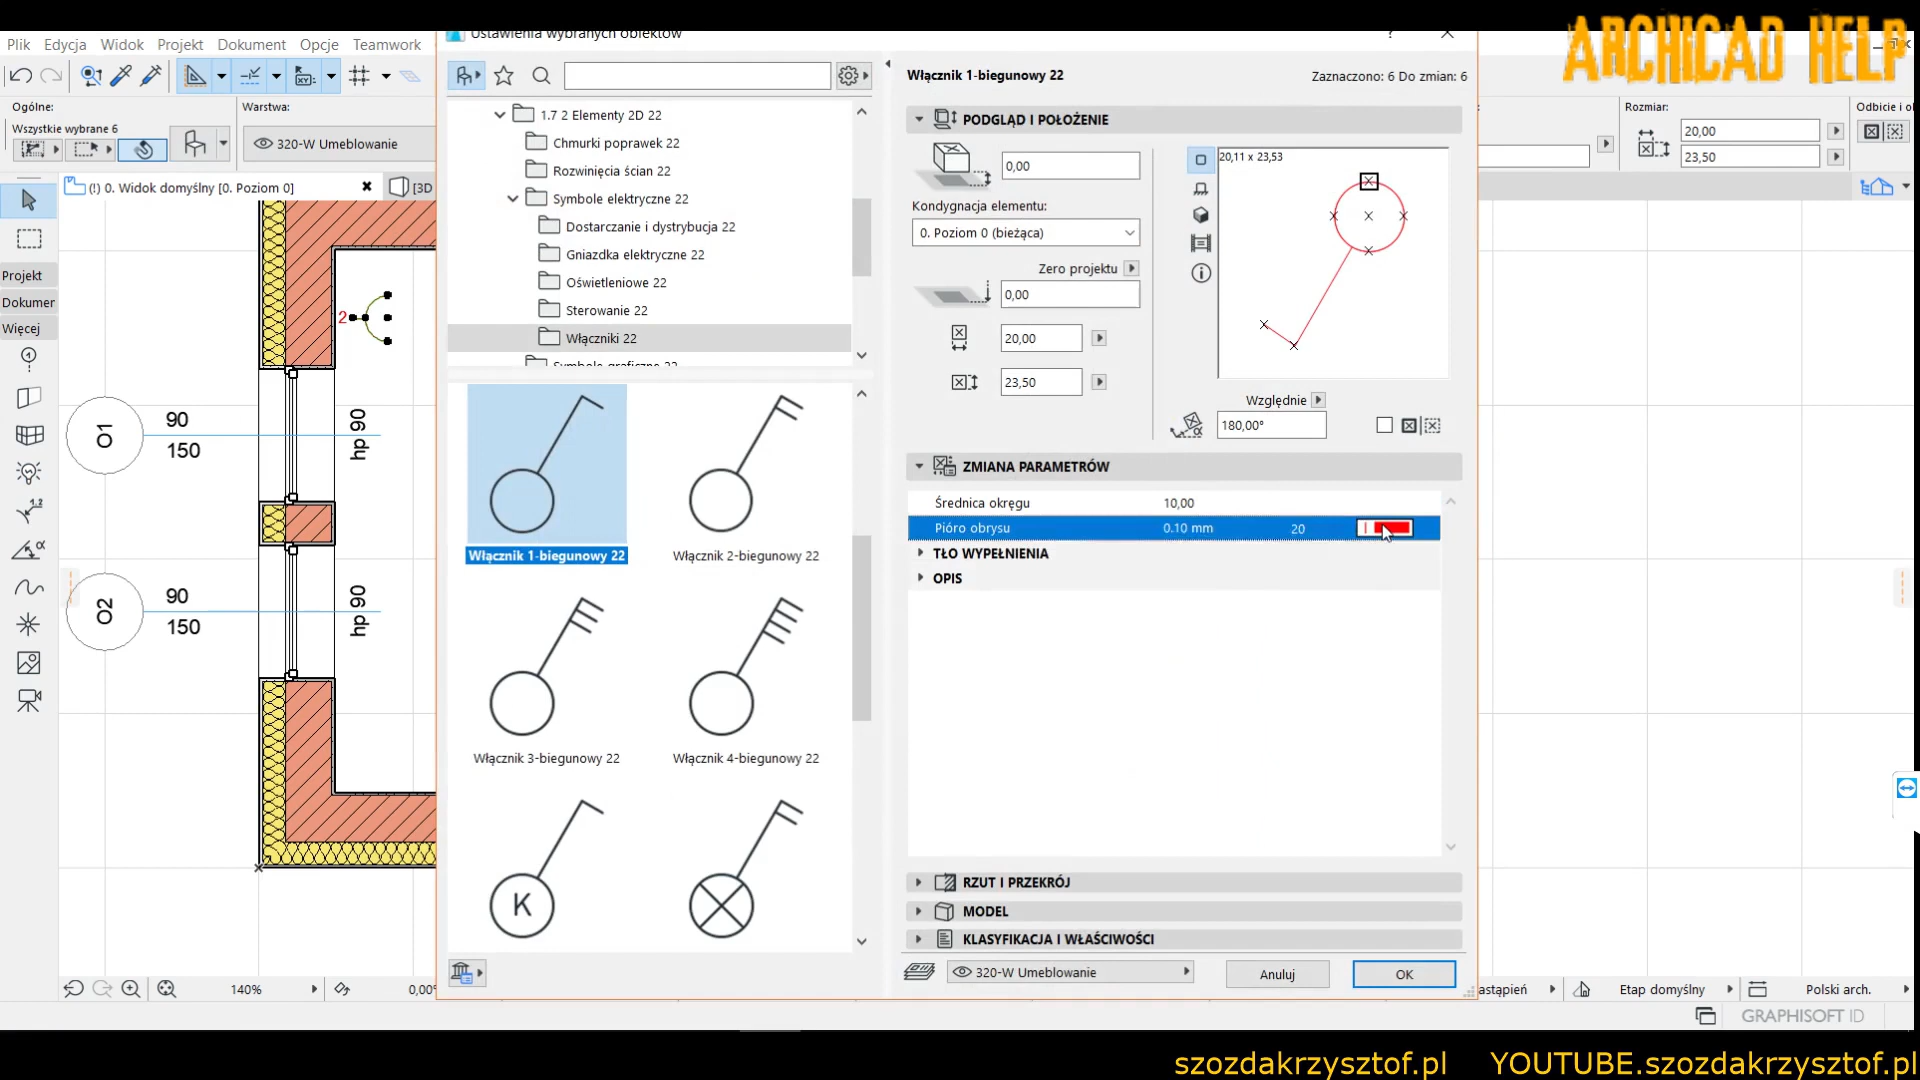 ARCHICAD HELP
Plik Edycja Widok Projekt Dokument Opcje Teamwork
Ustawienia wybranych obiektów
?
Ogólne:
Warstwa:
Wszystkie wybrane 6
320-W Umeblowanie
(!) 0. Widok domyślny [0. Poziom 0]
[3D
Projekt
Dokumer
Więcej
2
O1
90
150
hp 90
O2
90
150
hp 90
1.7 2 Elementy 2D 22
Chmurki poprawek 22
Rozwinięcia ścian 22
Symbole elektryczne 22
Dostarczanie i dystrybucja 22
Gniazdka elektryczne 22
Oświetleniowe 22
Sterowanie 22
Włączniki 22
Symbole graficzne 22
Włącznik 1-biegunowy 22
Włącznik 2-biegunowy 22
Włącznik 3-biegunowy 22
Włącznik 4-biegunowy 22
K
Włącznik 1-biegunowy 22
Zaznaczono: 6 Do zmian: 6
PODGLĄD I POŁOŻENIE
0,00
Kondygnacja elementu:
0. Poziom 0 (bieżąca)
Zero projektu
0,00
20,00
23,50
20,11 x 23,53
Względnie
180,00°
ZMIANA PARAMETRÓW
Średnica okręgu 10,00
Pióro obrysu 0.10 mm 20
TŁO WYPEŁNIENIA
OPIS
RZUT I PRZEKRÓJ
MODEL
KLASYFIKACJA I WŁAŚCIWOŚCI
320-W Umeblowanie
Anuluj
OK
Rozmiar:
20,00
23,50
Odbicie i ol
140%
0,00°
astąpień
Etap domyślny
Polski arch.
GRAPHISOFT ID
szozdakrzysztof.pl
YOUTUBE.szozdakrzysztof.pl